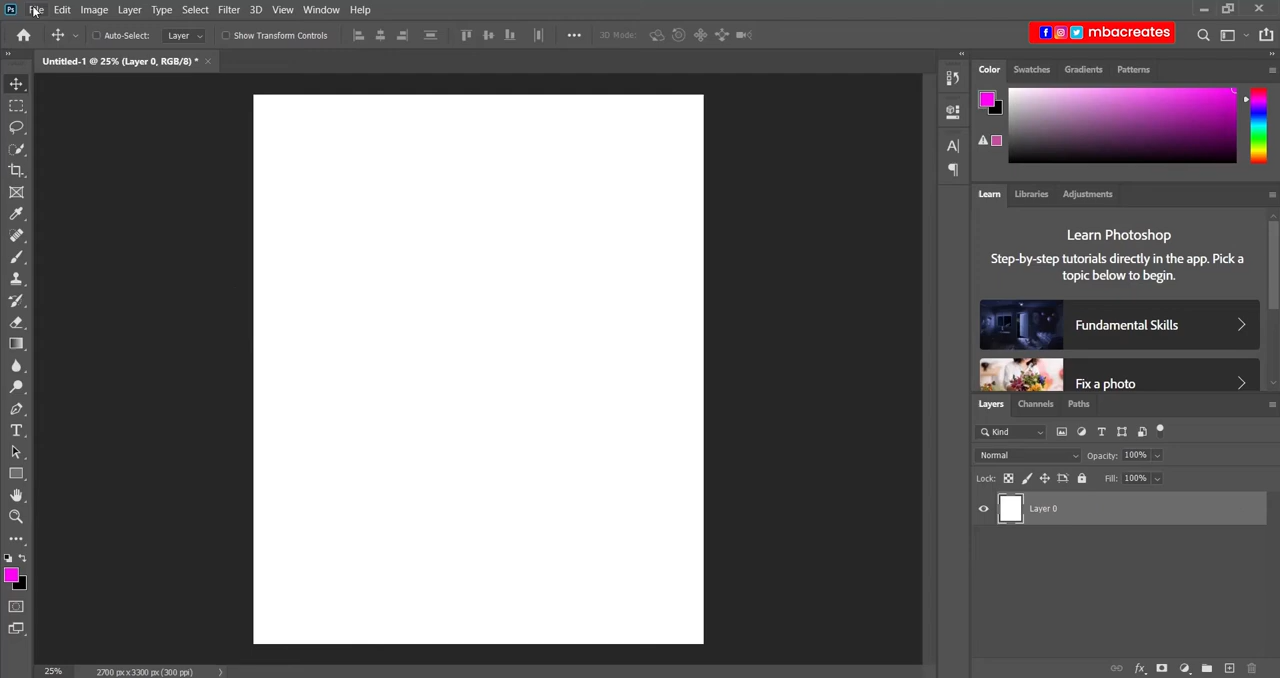 Ps File Edit Image Layer Type Select Filter 3D View Window Help
Auto-Select: Layer Show Transform Controls 3D Mode: mbacreates
Untitled-1 @ 25% (Layer 0, RGB/8) *
Color Swatches Gradients Patterns
Learn Libraries Adjustments
Learn Photoshop
Step-by-step tutorials directly in the app. Pick a
topic below to begin.
Fundamental Skills
Fix a photo
Layers Channels Paths
Kind
Normal Opacity: 100%
Lock: Fill: 100%
Layer 0
25% 2700 px x 3300 px (300 ppi)